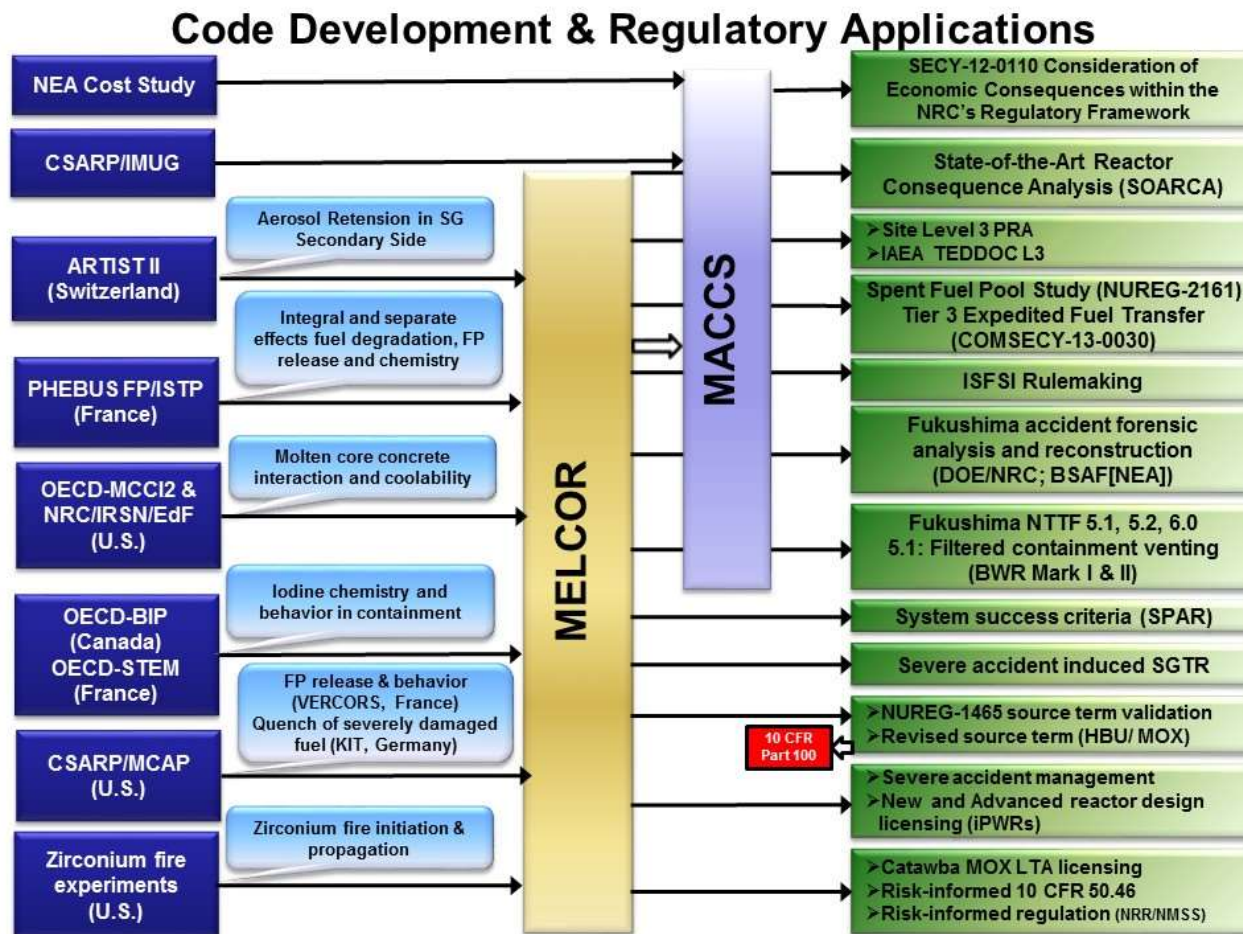 Code Development & Regulatory Applications
NEA Cost Study
CSARP/IMUG
ARTIST II
(Switzerland)
PHEBUS FP/ISTP
(France)
OECD-MCCI2 &
NRC/IRSN/EdF
(U.S.)
OECD-BIP
(Canada)
OECD-STEM
(France)
CSARP/MCAP
(U.S.)
Zirconium fire
experiments
(U.S.)
Aerosol Retention in SG
Secondary Side
Integral and separate
effects fuel degradation, FP
release and chemistry
Molten core concrete
interaction and coolability
Iodine chemistry and
behavior in containment
FP release & behavior
(VERCORS, France)
Quench of severely damaged
fuel (KIT, Germany)
Zirconium fire initiation &
propagation
MELCOR
MACCS
SECY-12-0110 Consideration of
Economic Consequences within the
NRC's Regulatory Framework
State-of-the-Art Reactor
Consequence Analysis (SOARCA)
➢Site Level 3 PRA
➢IAEA TEDDOC L3
Spent Fuel Pool Study (NUREG-2161)
Tier 3 Expedited Fuel Transfer
(COMSECY-13-0030)
ISFSI Rulemaking
Fukushima accident forensic
analysis and reconstruction
(DOE/NRC; BSAF[NEA])
Fukushima NTTF 5.1, 5.2, 6.0
5.1: Filtered containment venting
(BWR Mark I & II)
System success criteria (SPAR)
Severe accident induced SGTR
➢NUREG-1465 source term validation
➢Revised source term (HBU/ MOX)
10 CFR
Part 100
➢Severe accident management
➢New and Advanced reactor design
licensing (iPWRs)
➢Catawba MOX LTA licensing
➢Risk-informed 10 CFR 50.46
➢Risk-informed regulation (NRR/NMSS)